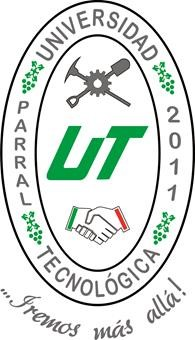 UNIVERSIDAD
PARRAL
2011
UT
TECNOLÓGICA
...Iremos más allá!